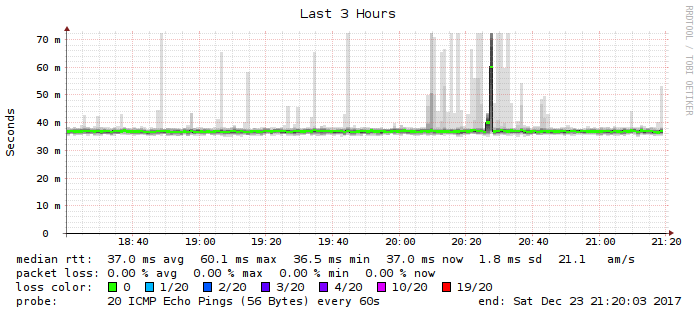 Last 3 Hours
RRDTOOL / TOBI OETIKER
Seconds
70 m
60 m
50 m
40 m
30 m
20 m
10 m
0
18:40 19:00 19:20 19:40 20:00 20:20 20:40 21:00 21:20
median rtt: 37.0 ms avg 60.1 ms max 36.5 ms min 37.0 ms now 1.8 ms sd 21.1 am/s
packet loss: 0.00 % avg 0.00 % max 0.00 % min 0.00 % now
loss color: 0 1/20 2/20 3/20 4/20 10/20 19/20
probe: 20 ICMP Echo Pings (56 Bytes) every 60s end: Sat Dec 23 21:20:03 2017